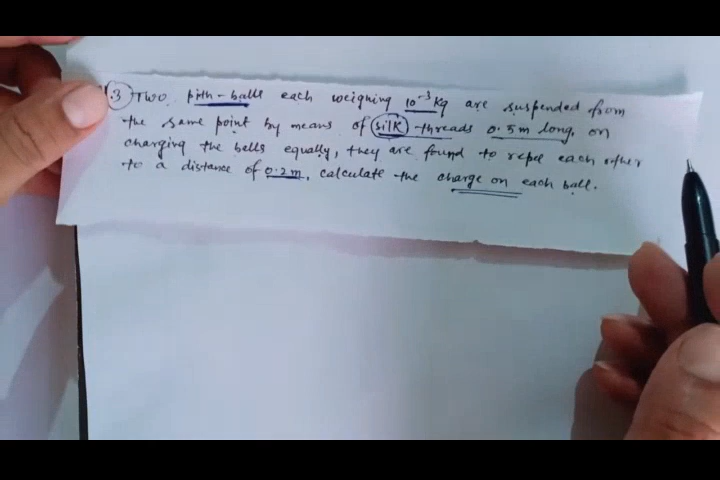 .3 Two pith-balls each weighing 10⁻³ Kg are suspended from
the same point by means of silk threads 0.5m long, on
charging the bells equally, they are found to repel each other
to a distance of 0.2m, calculate the charge on each ball.